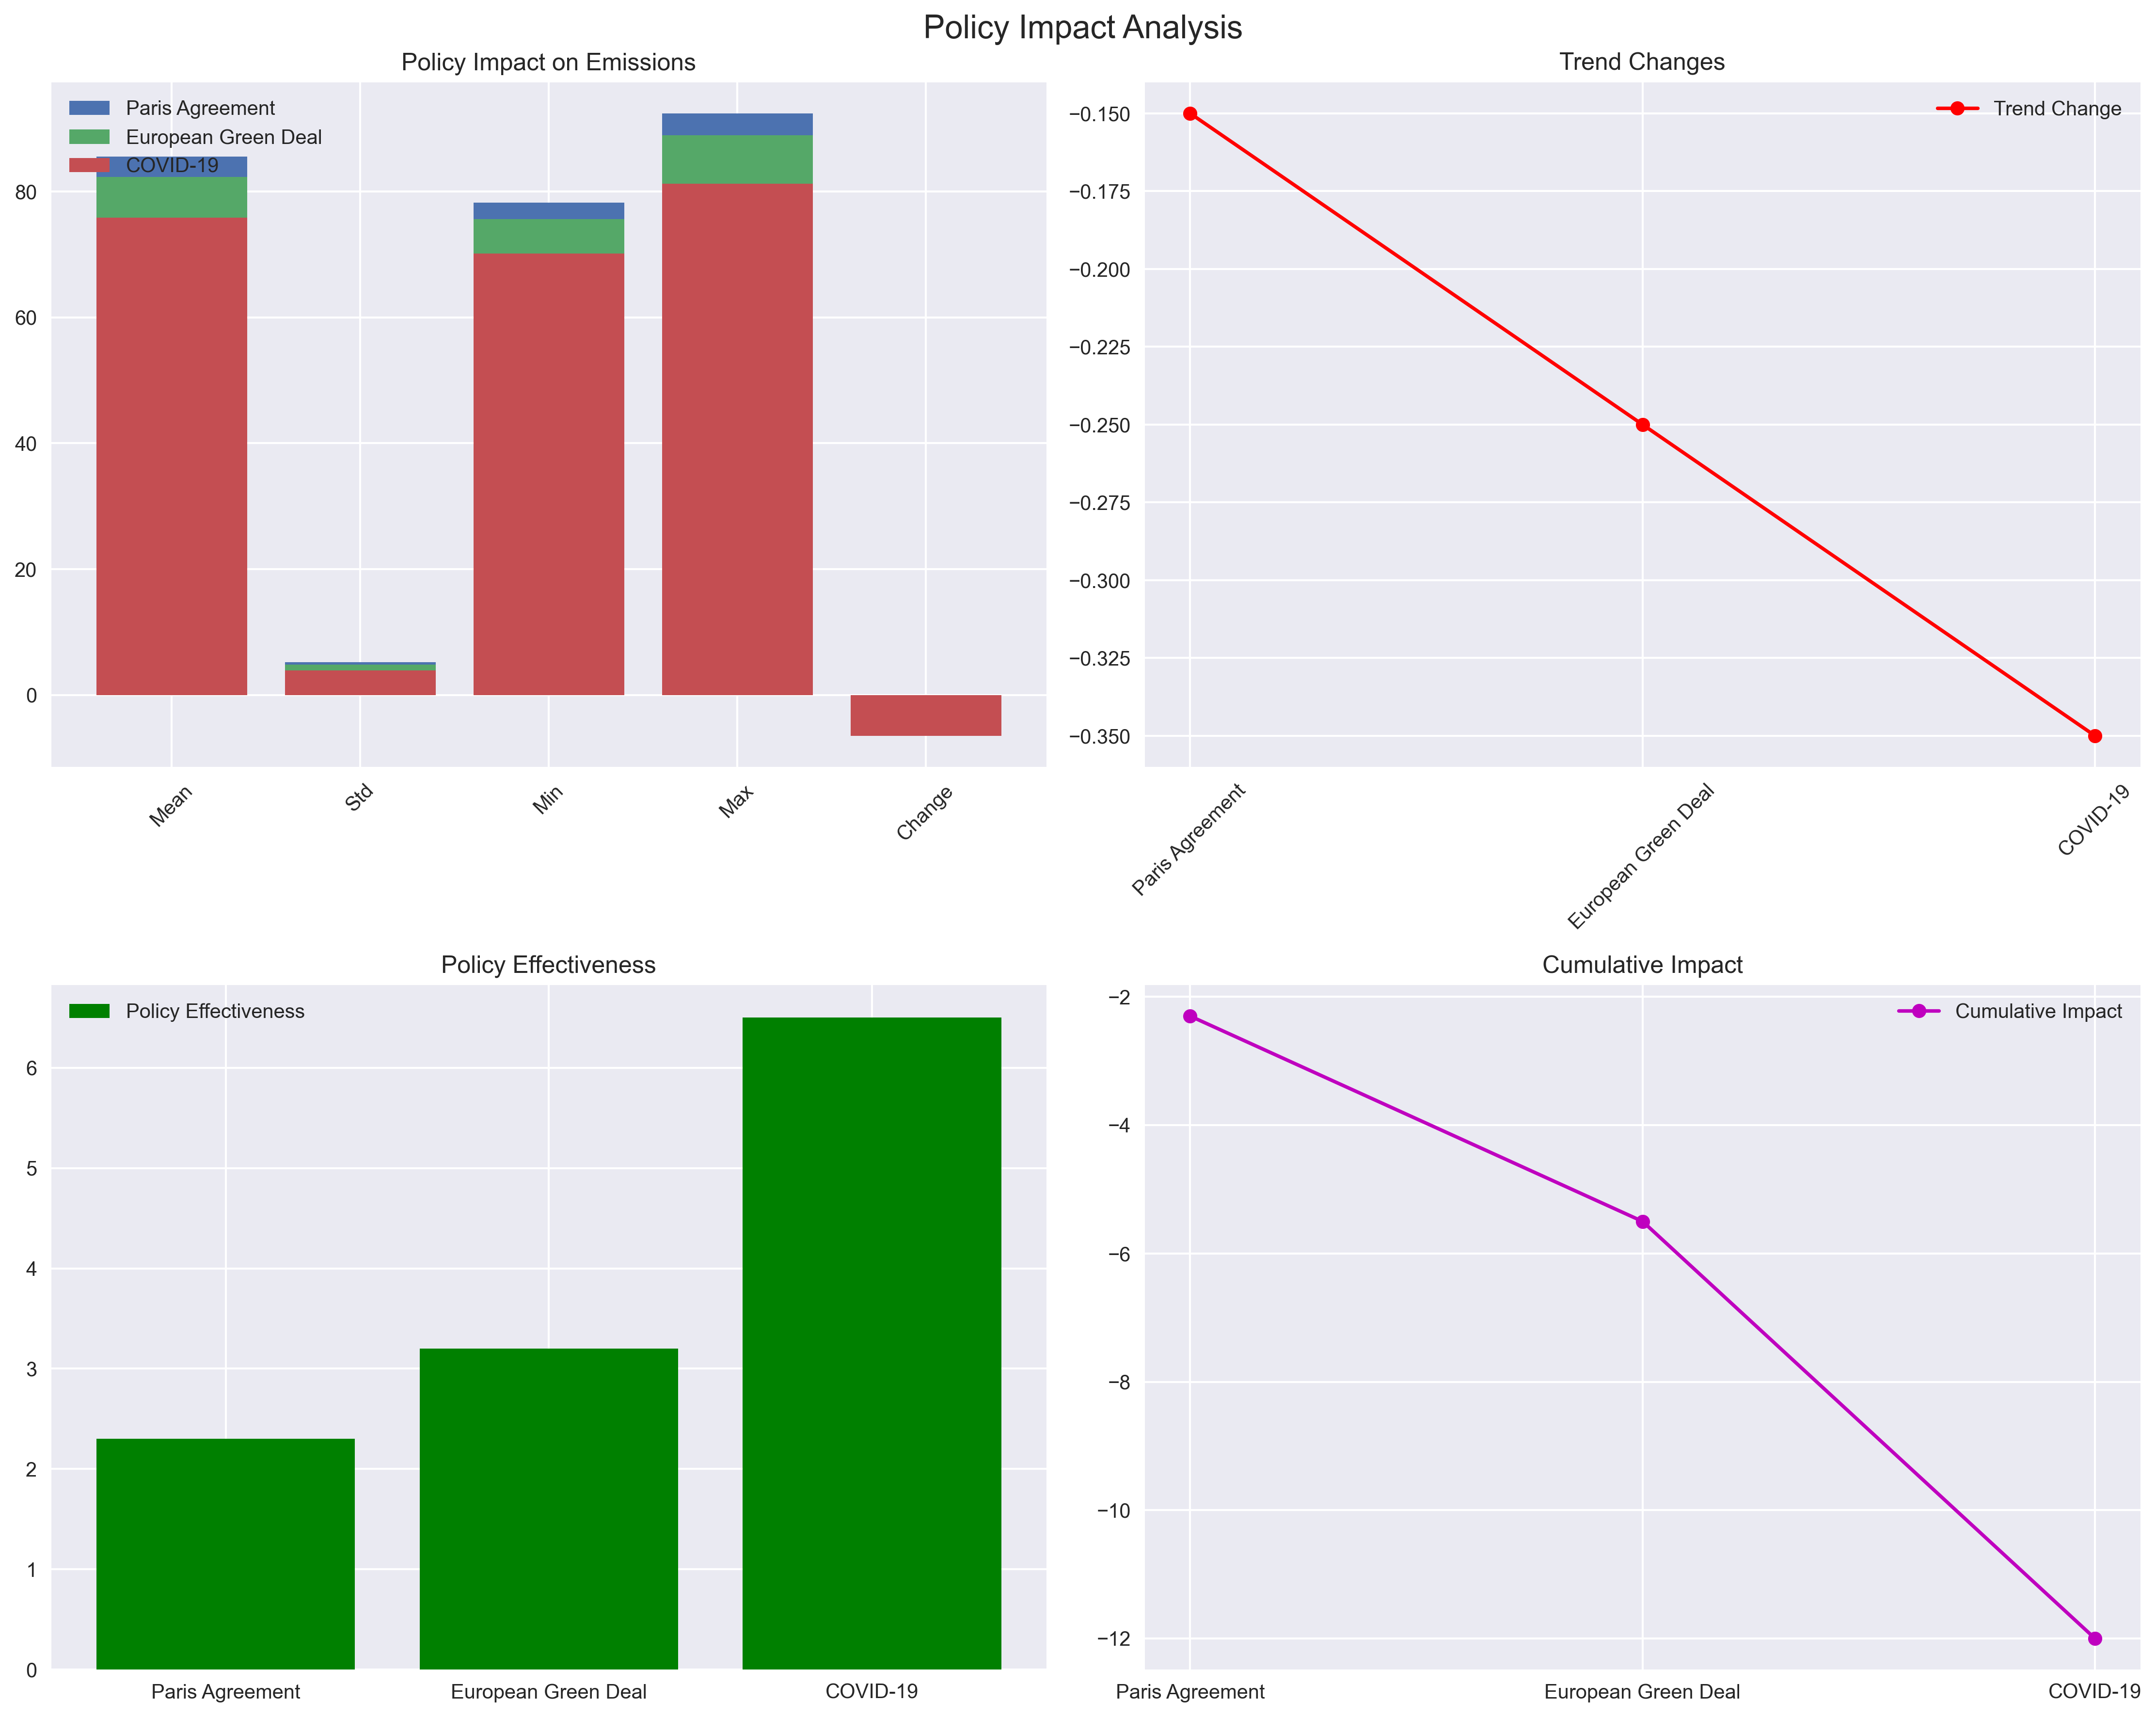 Policy Impact Analysis
Policy Impact on Emissions
Paris Agreement
European Green Deal
COVID-19
80
60
40
20
0
Mean
Std
Min
Max
Change
Trend Changes
Trend Change
−0.150
−0.175
−0.200
−0.225
−0.250
−0.275
−0.300
−0.325
−0.350
Paris Agreement
European Green Deal
COVID-19
Policy Effectiveness
Policy Effectiveness
6
5
4
3
2
1
0
Paris Agreement
European Green Deal
COVID-19
Cumulative Impact
Cumulative Impact
−2
−4
−6
−8
−10
−12
Paris Agreement
European Green Deal
COVID-19